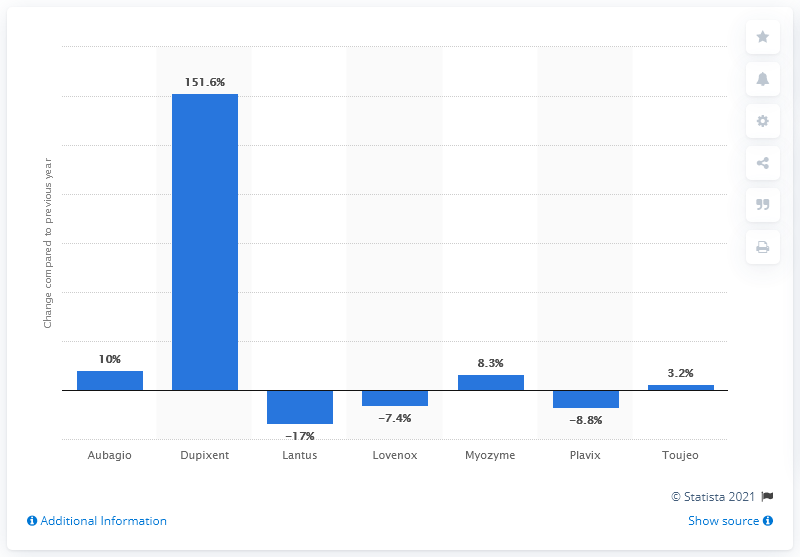 Change compared to previous year
151.6%
10%
8.3%
3.2%
-7.4%
-8.8%
-17%
Aubagio Dupixent Lantus Lovenox Myozyme Plavix Toujeo
© Statista 2021
Additional Information Show source